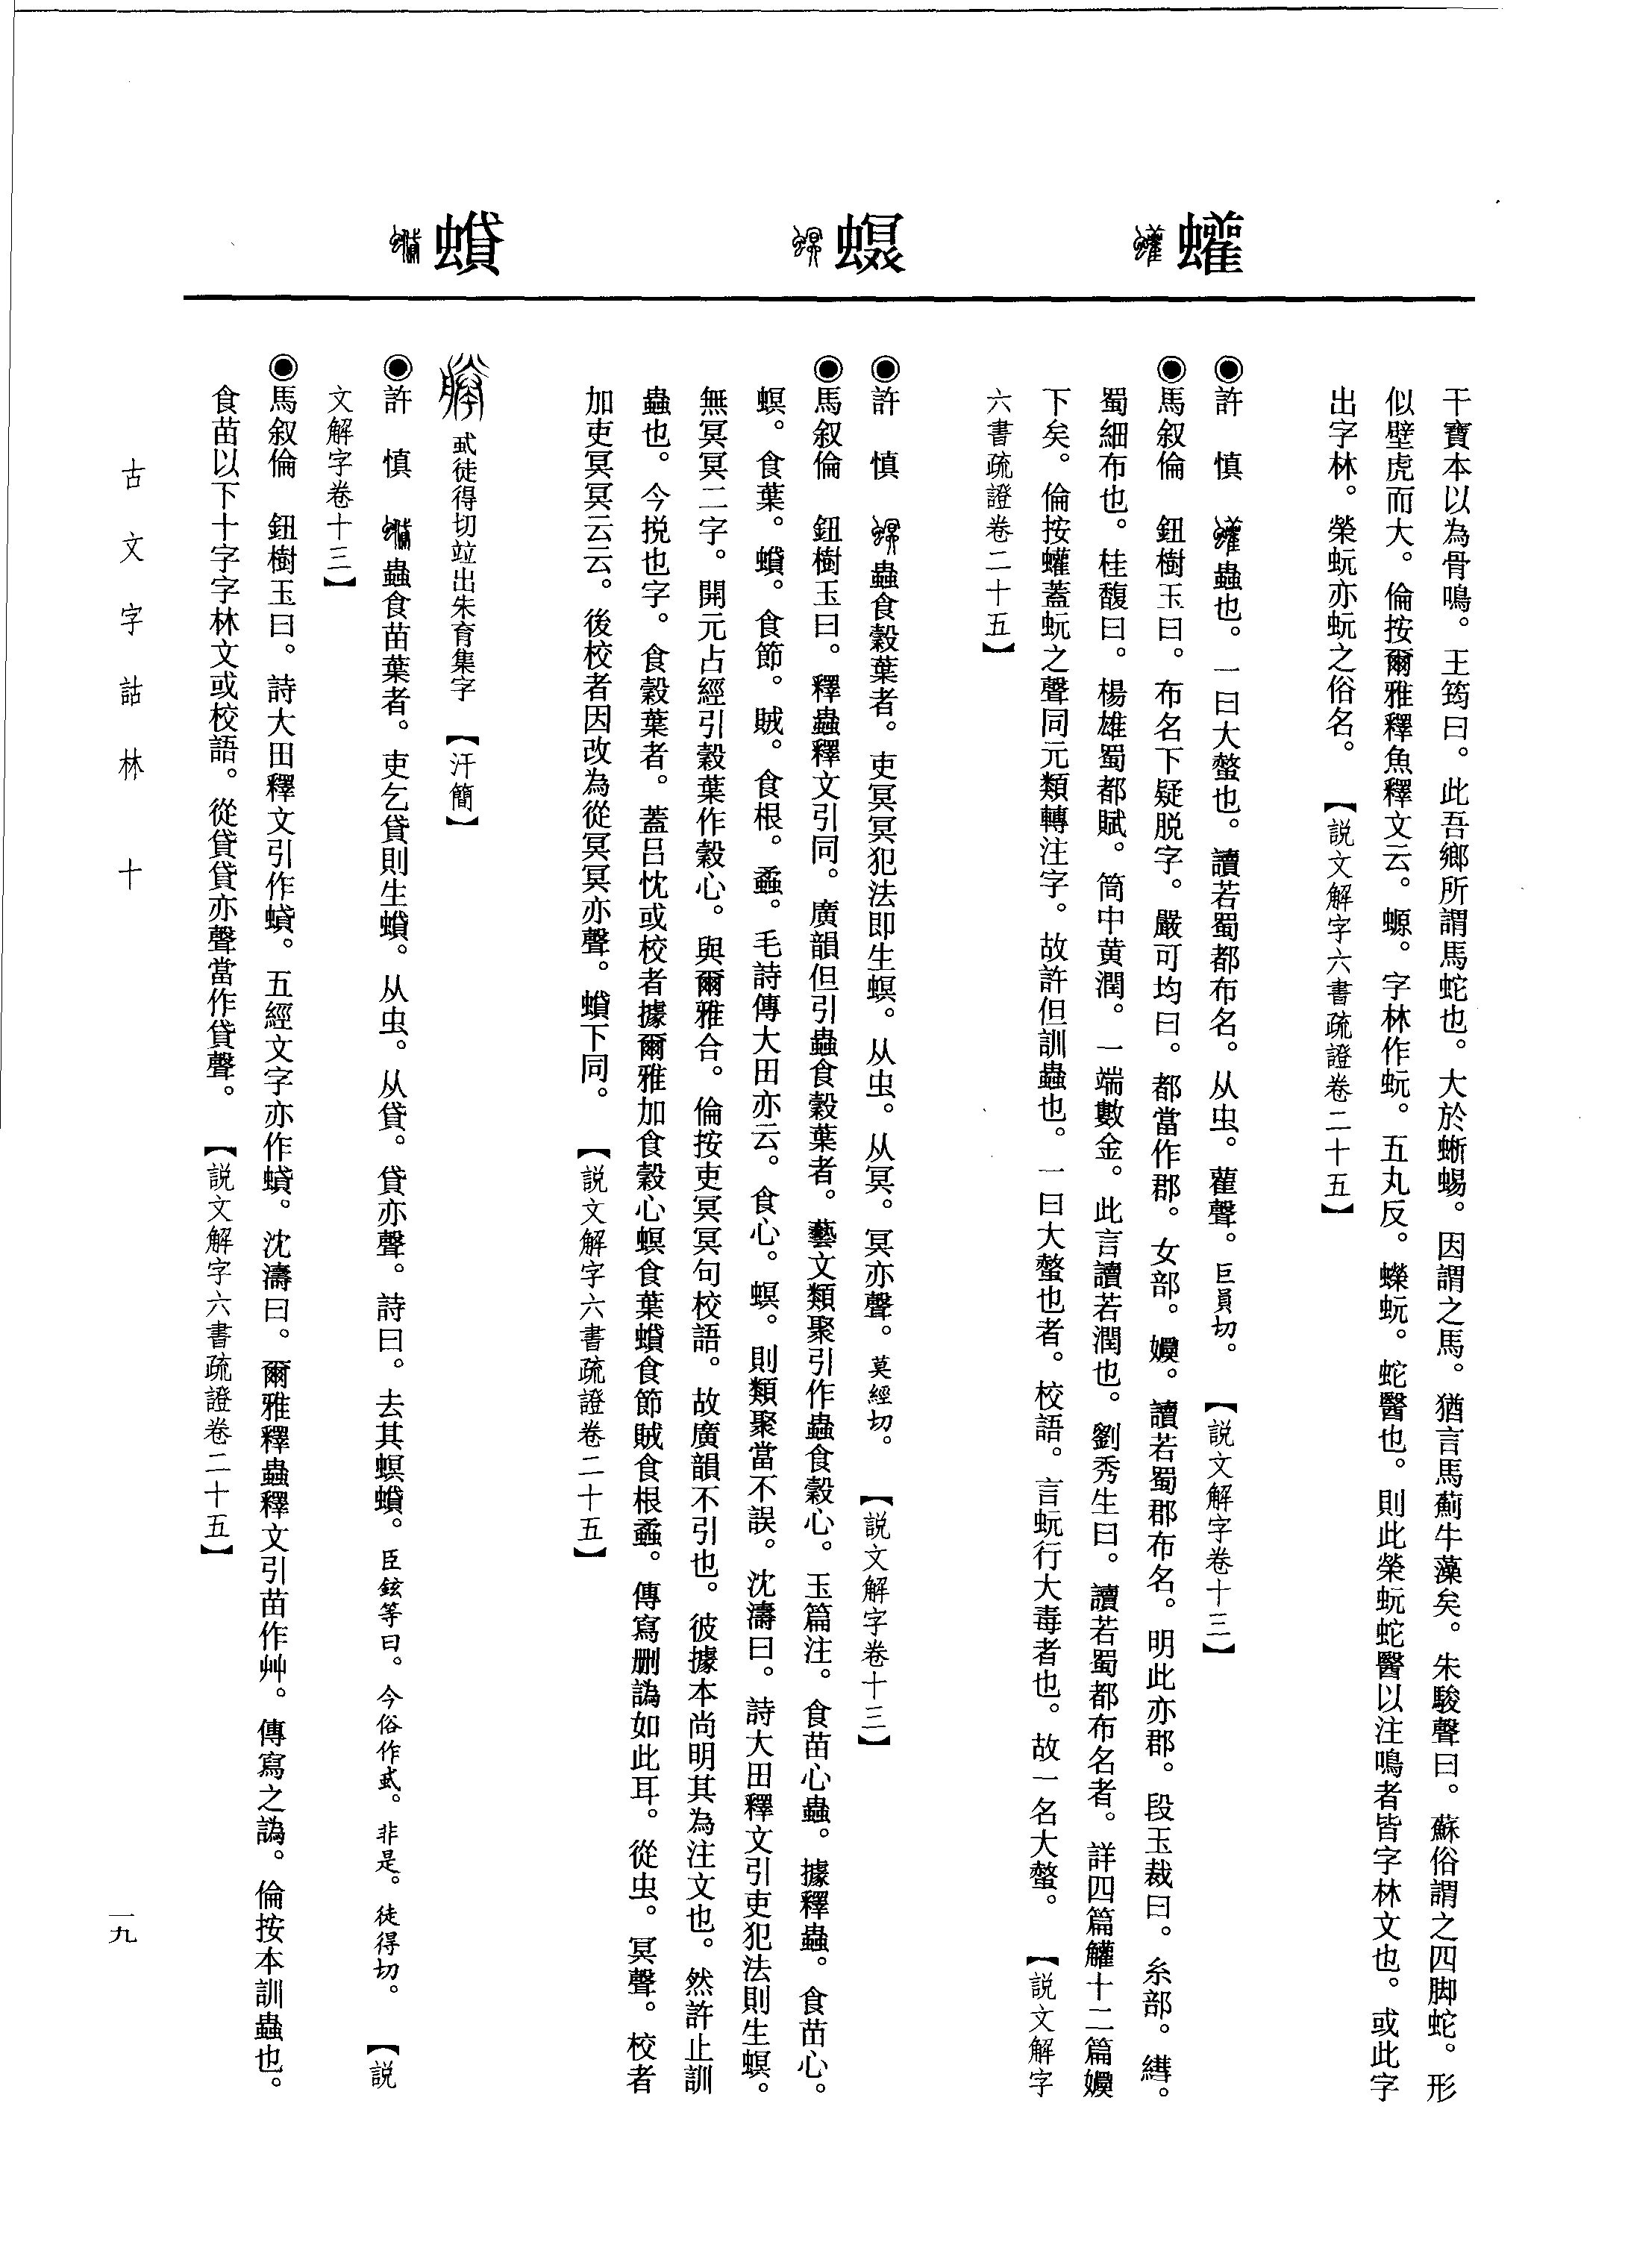 蠸
螟
蟘
干寶本以為骨鳴。王筠曰。此吾鄉所謂馬蛇也。大於蜥蜴。因謂之馬。猶言馬薊牛藻矣。朱駿聲曰。蘇俗謂之四脚蛇。形
似壁虎而大。倫按爾雅釋魚釋文云。螈。字林作蚖。五丸反。蠑蚖。蛇醫也。則此榮蚖蛇醫以注鳴者皆字林文也。或此字
出字林。榮蚖亦蚖之俗名。【説文解字六書疏證卷二十五】
◉許　慎　蟲也。一曰大螫也。讀若蜀都布名。从虫。雚聲。巨員切。【説文解字卷十三】
◉馬叙倫　鈕樹玉曰。布名下疑脱字。嚴可均曰。都當作郡。女部。嬽。讀若蜀郡布名。明此亦郡。段玉裁曰。糸部。繐。
蜀細布也。桂馥曰。楊雄蜀都賦。筒中黄潤。一端數金。此言讀若潤也。劉秀生曰。讀若蜀都布名者。詳四篇雚十二篇嬽
下矣。倫按蠸蓋蚖之聲同元類轉注字。故許但訓蟲也。一曰大螫也者。校語。言蚖行大毒者也。故一名大螫。【説文解字
六書疏證卷二十五】
◉許　慎　蟲食穀葉者。吏冥冥犯法即生螟。从虫。从冥。冥亦聲。莫經切。【説文解字卷十三】
◉馬叙倫　鈕樹玉曰。釋蟲釋文引同。廣韻但引蟲食穀葉者。藝文類聚引作蟲食穀心。玉篇注。食苗心蟲。據釋蟲。食苗心。
螟。食葉。蟘。食節。賊。食根。蟊。毛詩傳大田亦云。食心。螟。則類聚當不誤。沈濤曰。詩大田釋文引吏犯法則生螟。
無冥冥二字。開元占經引穀葉作穀心。與爾雅合。倫按吏冥冥句校語。故廣韻不引也。彼據本尚明其為注文也。然許止訓
蟲也。今挩也字。食穀葉者。蓋吕忱或校者據爾雅加食穀心螟食葉蟘食節賊食根蟊。傳寫删譌如此耳。從虫。冥聲。校者
加吏冥冥云云。後校者因改為從冥冥亦聲。蟘下同。【説文解字六書疏證卷二十五】
蟘徒得切竝出朱育集字【汗簡】
◉許　慎　蟲食苗葉者。吏乞貸則生蟘。从虫。从貸。貸亦聲。詩曰。去其螟蟘。臣鉉等曰。今俗作䘍。非是。徒得切。【説
文解字卷十三】
◉馬叙倫　鈕樹玉曰。詩大田釋文引作蟘。五經文字亦作蟘。沈濤曰。爾雅釋蟲釋文引苗作艸。傳寫之譌。倫按本訓蟲也。
食苗以下十字字林文或校語。從貸貸亦聲當作貸聲。【説文解字六書疏證卷二十五】
古文字詁林　十
一九